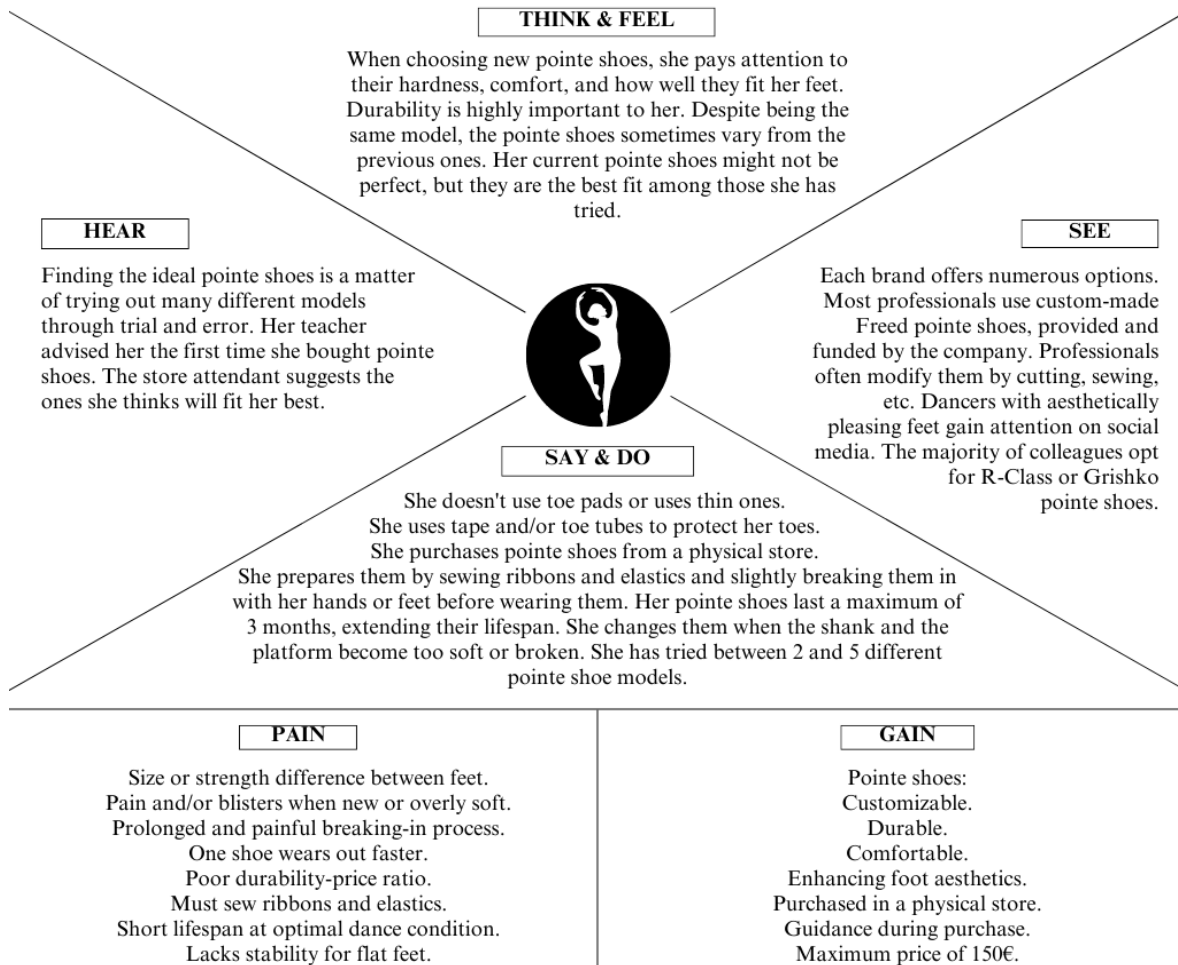 THINK & FEEL
When choosing new pointe shoes, she pays attention to
their hardness, comfort, and how well they fit her feet.
Durability is highly important to her. Despite being the
same model, the pointe shoes sometimes vary from the
previous ones. Her current pointe shoes might not be
perfect, but they are the best fit among those she has
tried.
HEAR
Finding the ideal pointe shoes is a matter
of trying out many different models
through trial and error. Her teacher
advised her the first time she bought pointe
shoes. The store attendant suggests the
ones she thinks will fit her best.
SEE
Each brand offers numerous options.
Most professionals use custom-made
Freed pointe shoes, provided and
funded by the company. Professionals
often modify them by cutting, sewing,
etc. Dancers with aesthetically
pleasing feet gain attention on social
media. The majority of colleagues opt
for R-Class or Grishko
pointe shoes.
SAY & DO
She doesn't use toe pads or uses thin ones.
She uses tape and/or toe tubes to protect her toes.
She purchases pointe shoes from a physical store.
She prepares them by sewing ribbons and elastics and slightly breaking them in
with her hands or feet before wearing them. Her pointe shoes last a maximum of
3 months, extending their lifespan. She changes them when the shank and the
platform become too soft or broken. She has tried between 2 and 5 different
pointe shoe models.
PAIN
Size or strength difference between feet.
Pain and/or blisters when new or overly soft.
Prolonged and painful breaking-in process.
One shoe wears out faster.
Poor durability-price ratio.
Must sew ribbons and elastics.
Short lifespan at optimal dance condition.
Lacks stability for flat feet.
GAIN
Pointe shoes:
Customizable.
Durable.
Comfortable.
Enhancing foot aesthetics.
Purchased in a physical store.
Guidance during purchase.
Maximum price of 150€.